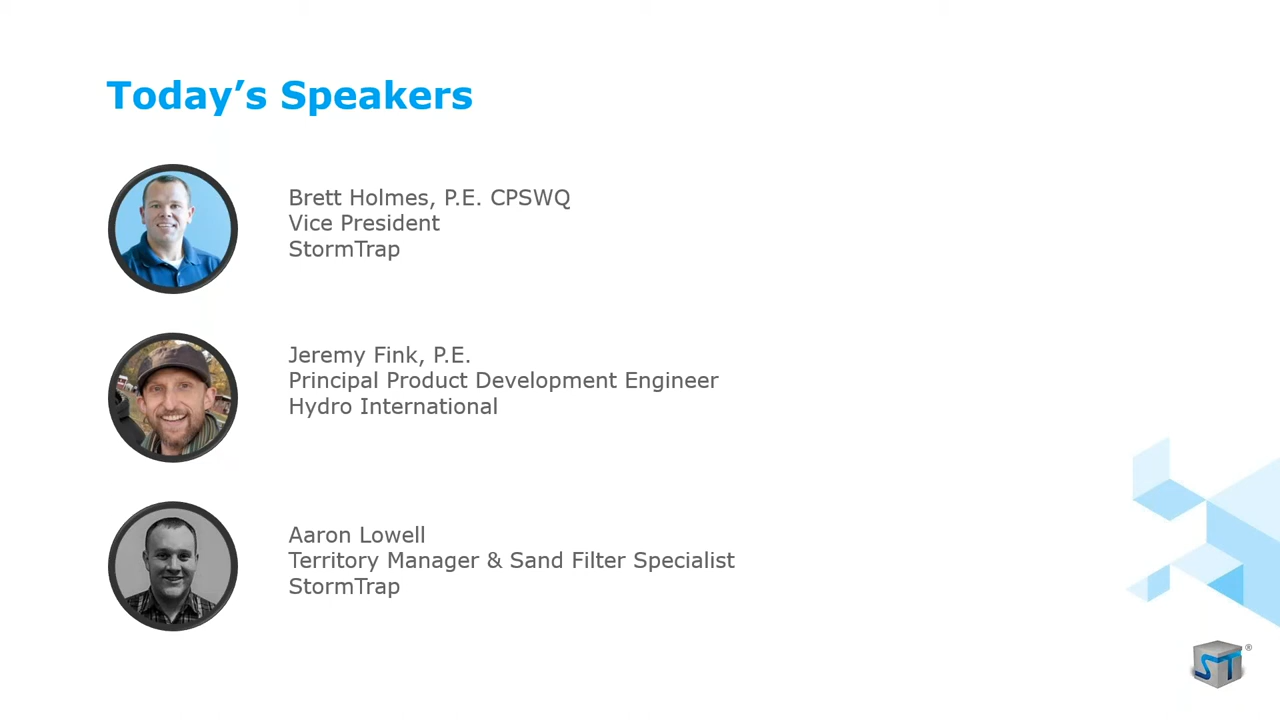 Today’s Speakers
Brett Holmes, P.E. CPSWQ
Vice President
StormTrap
Jeremy Fink, P.E.
Principal Product Development Engineer
Hydro International
Aaron Lowell
Territory Manager & Sand Filter Specialist
StormTrap
ST®